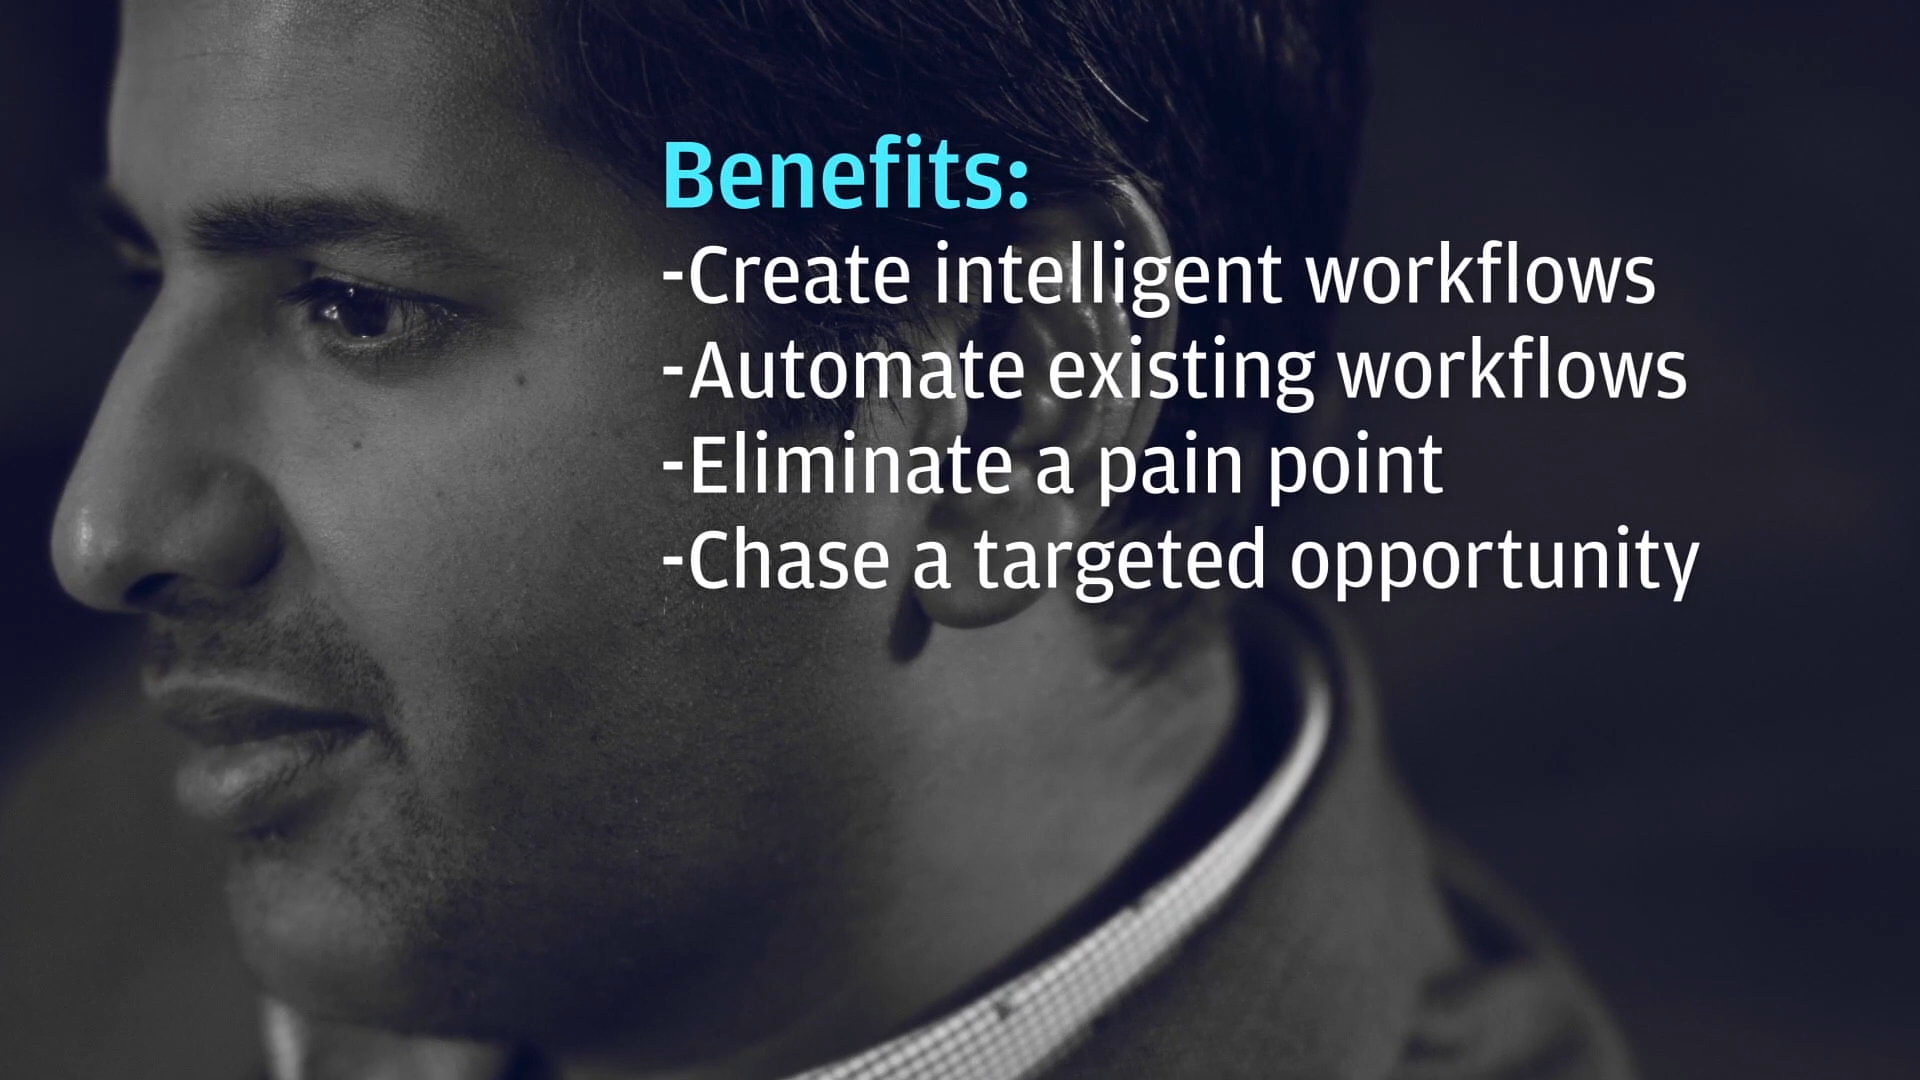 Benefits:
-Create intelligent workflows
-Automate existing workflows
-Eliminate a pain point
-Chase a targeted opportunity